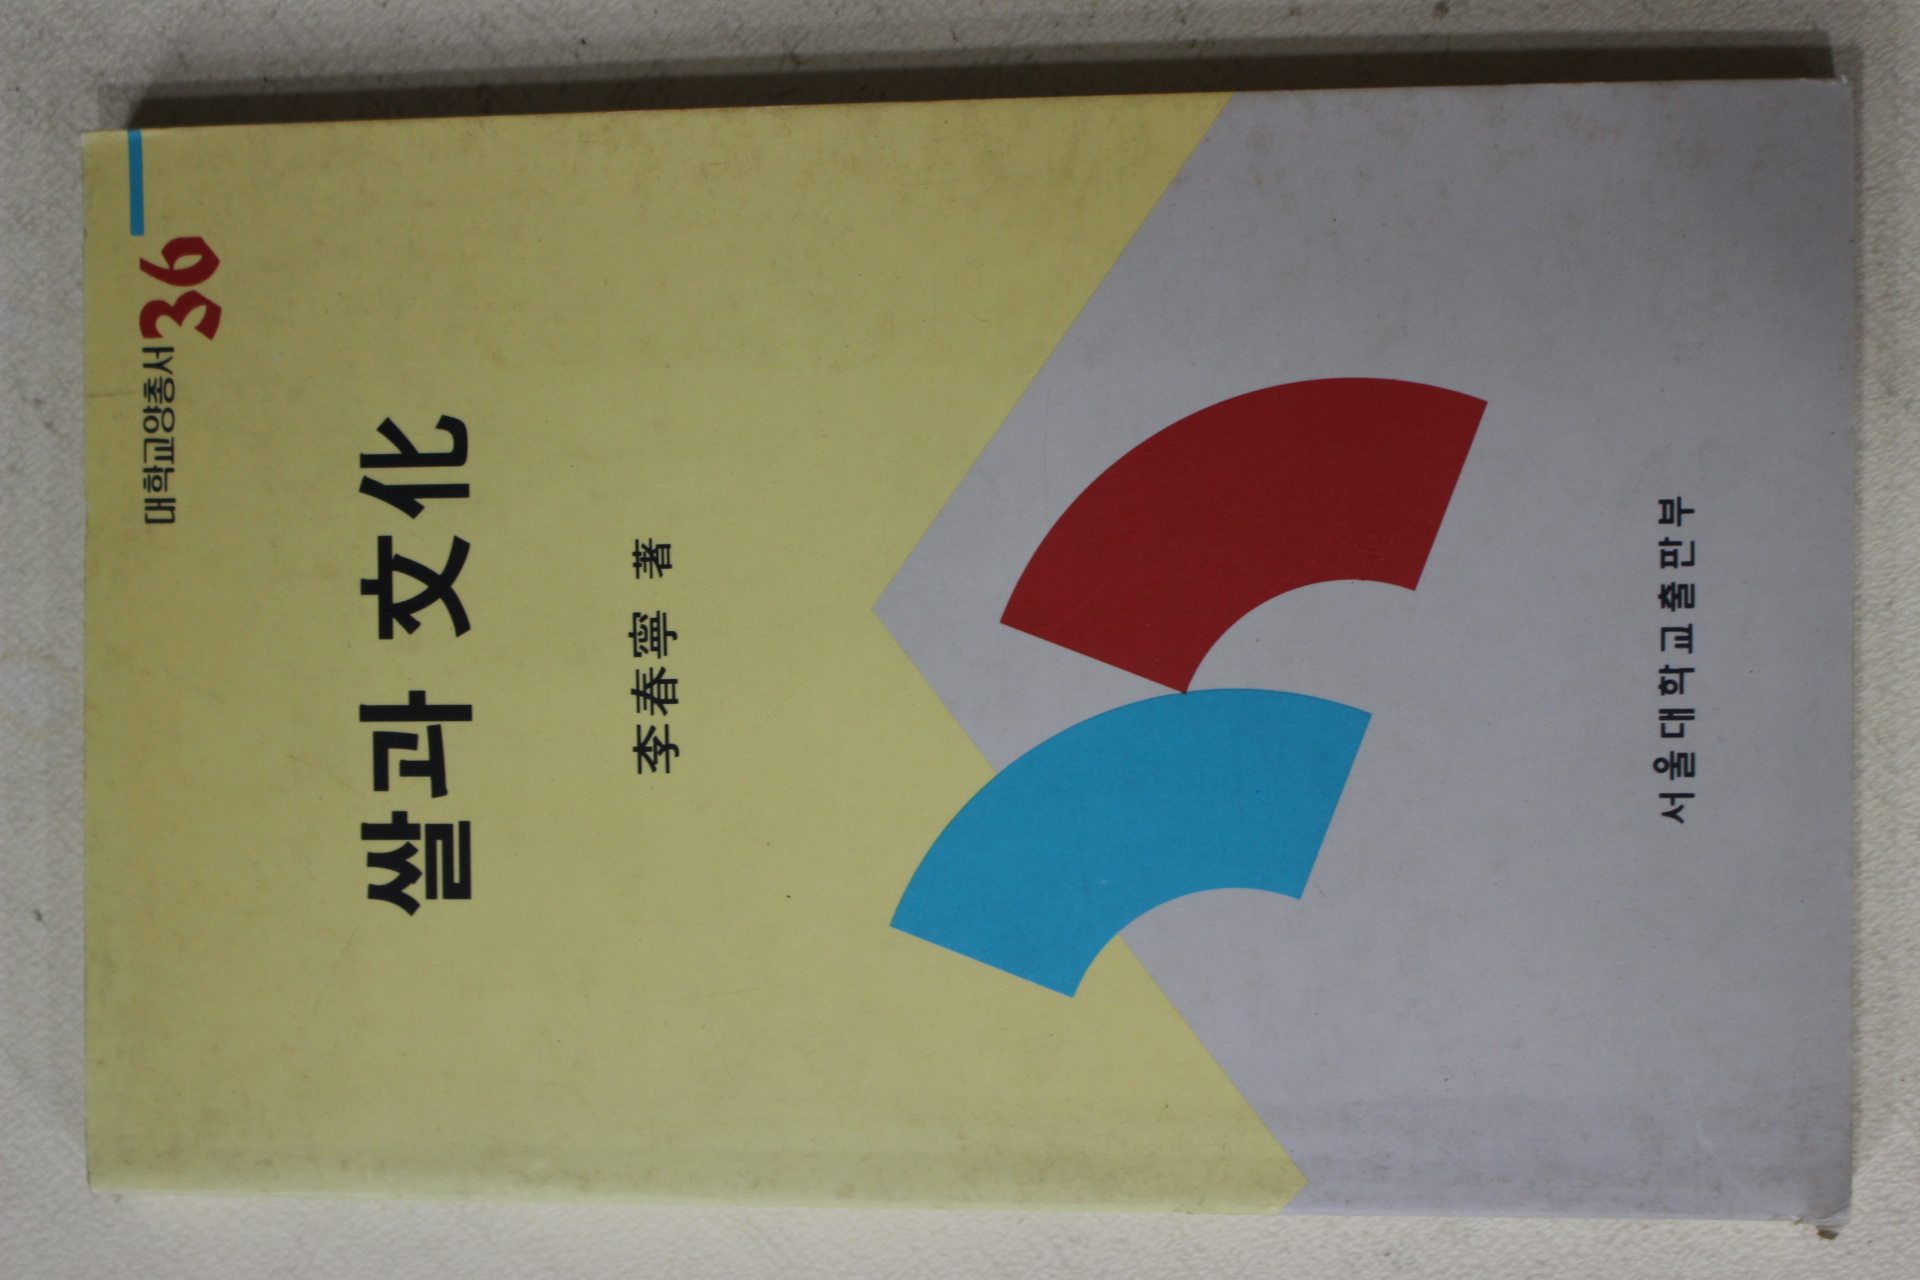 대학교양총서 36
쌀과 文化
李春寧 著
서울대학교출판부